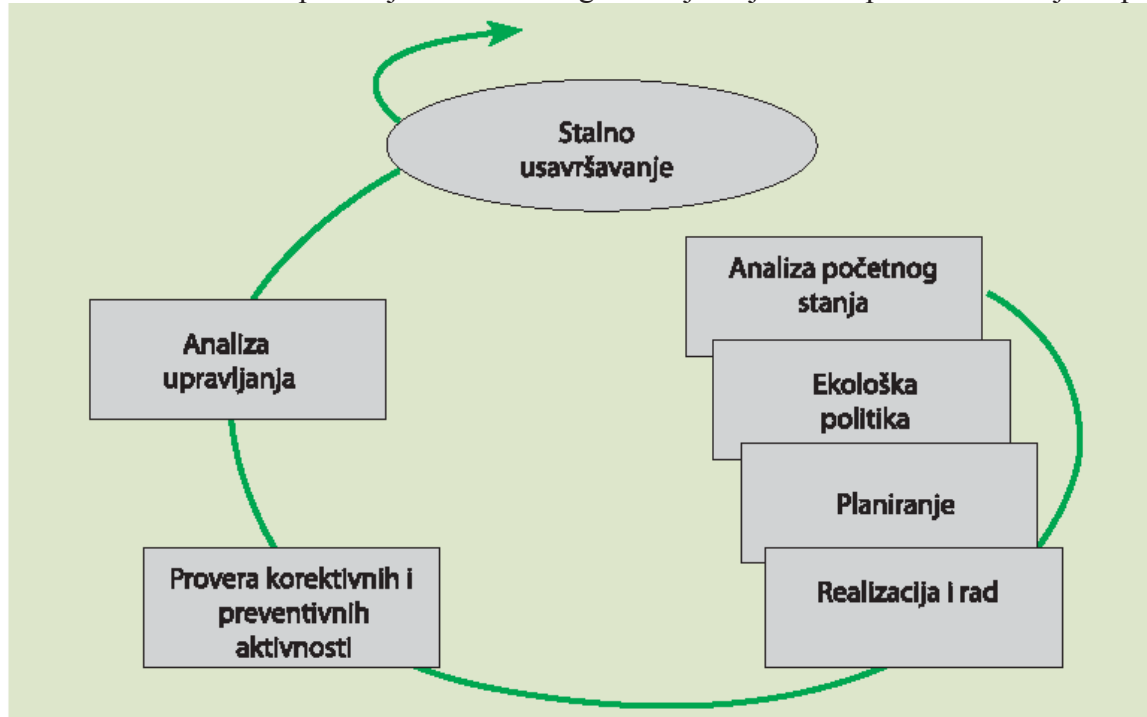 Stalno
usavršavanje
Analiza početnog
stanja
Ekološka
politika
Planiranje
Realizacija i rad
Provera korektivnih i
preventivnih
aktivnosti
Analiza
upravljanja